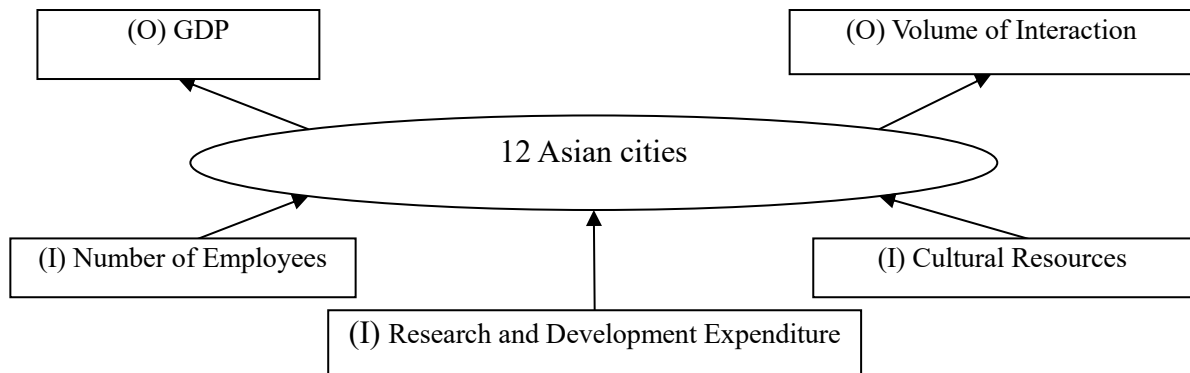 (O) GDP
(O) Volume of Interaction
12 Asian cities
(I) Number of Employees
(I) Cultural Resources
(I) Research and Development Expenditure